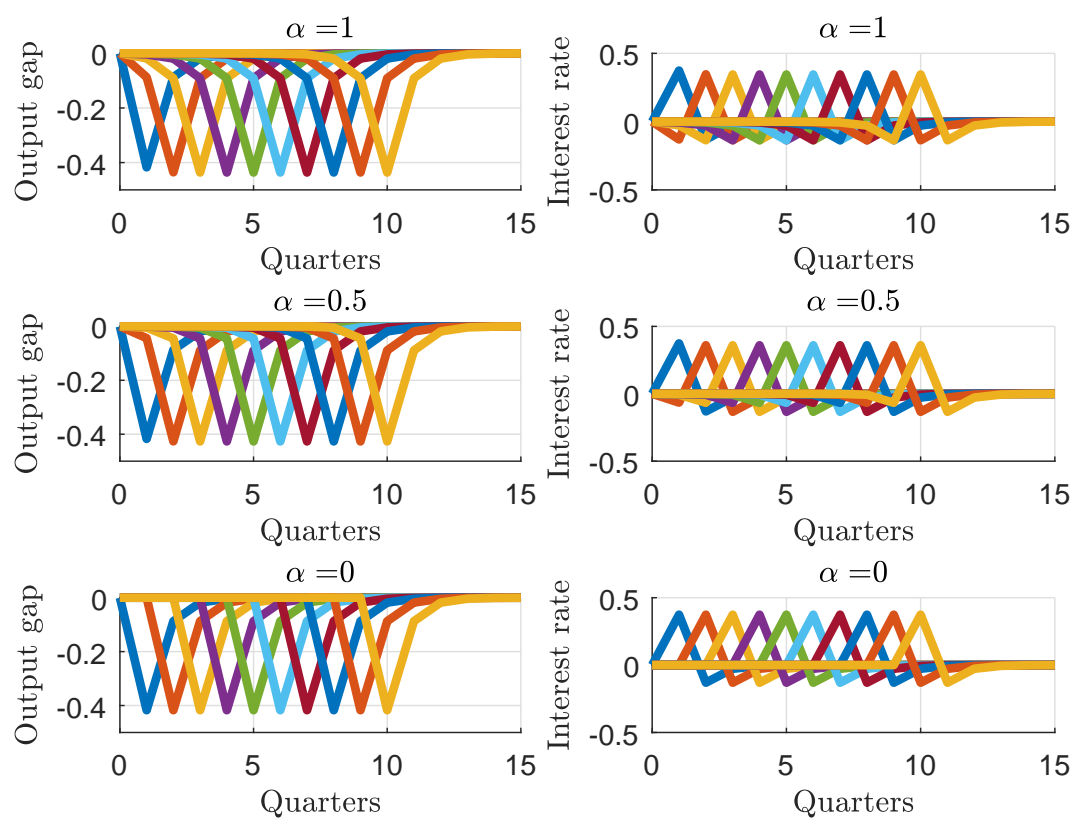 α = 1
Output gap
0
-0.2
-0.4
0 5 10 15
Quarters
α = 1
Interest rate
0.5
0
-0.5
0 5 10 15
Quarters
α =0.5
Output gap
0
-0.2
-0.4
0 5 10 15
Quarters
α =0.5
Interest rate
0.5
0
-0.5
0 5 10 15
Quarters
α =0
Output gap
0
-0.2
-0.4
0 5 10 15
Quarters
α =0
Interest rate
0.5
0
-0.5
0 5 10 15
Quarters